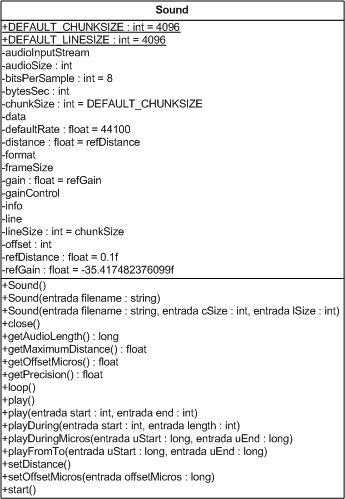 Sound
+DEFAULT_CHUNKSIZE : int = 4096
+DEFAULT_LINESIZE : int = 4096
-audioInputStream
-audioSize : int
-bitsPerSample : int = 8
-bytesSec : int
-chunkSize : int = DEFAULT_CHUNKSIZE
-data
-defaultRate : float = 44100
-distance : float = refDistance
-format
-frameSize
-gain : float = refGain
-gainControl
-info
-line
-lineSize : int = chunkSize
-offset : int
-refDistance : float = 0.1f
-refGain : float = -35.417482376099f
+Sound()
+Sound(entrada filename : string)
+Sound(entrada filename : string, entrada cSize : int, entrada lSize : int)
+close()
+getAudioLength() : long
+getMaximumDistance() : float
+getOffsetMicros() : float
+getPrecision() : float
+loop()
+play()
+play(entrada start : int, entrada end : int)
+playDuring(entrada start : int, entrada length : int)
+playDuringMicros(entrada uStart : long, entrada uEnd : long)
+playFromTo(entrada uStart : long, entrada uEnd : long)
+setDistance()
+setOffsetMicros(entrada offsetMicros : long)
+start()